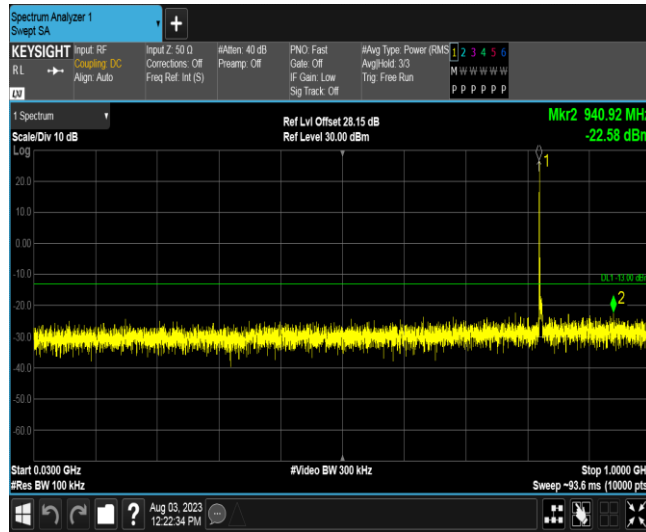 Spectrum Analyzer 1
Swept SA
KEYSIGHT
RL
LXI
Input: RF
Coupling: DC
Align: Auto
Input Z: 50 Ω
Corrections: Off
Freq Ref: Int (S)
#Atten: 40 dB
Preamp: Off
PNO: Fast
Gate: Off
IF Gain: Low
Sig Track: Off
#Avg Type: Power (RMS
Avg|Hold: 3/3
Trig: Free Run
1 2 3 4 5 6
M W W W W W
P P P P P P
1 Spectrum
Scale/Div 10 dB
Log
Ref Lvl Offset 28.15 dB
Ref Level 30.00 dBm
Mkr2 940.92 MHz
-22.58 dBm
1
20.0
10.0
0.00
-10.0
DL1 -13.00 dBm
-20.0
2
-30.0
-40.0
-50.0
-60.0
Start 0.0300 GHz
#Video BW 300 kHz
Stop 1.0000 GH
#Res BW 100 kHz
Sweep ~93.6 ms (10000 pts
?
Aug 03, 2023
12:22:34 PM